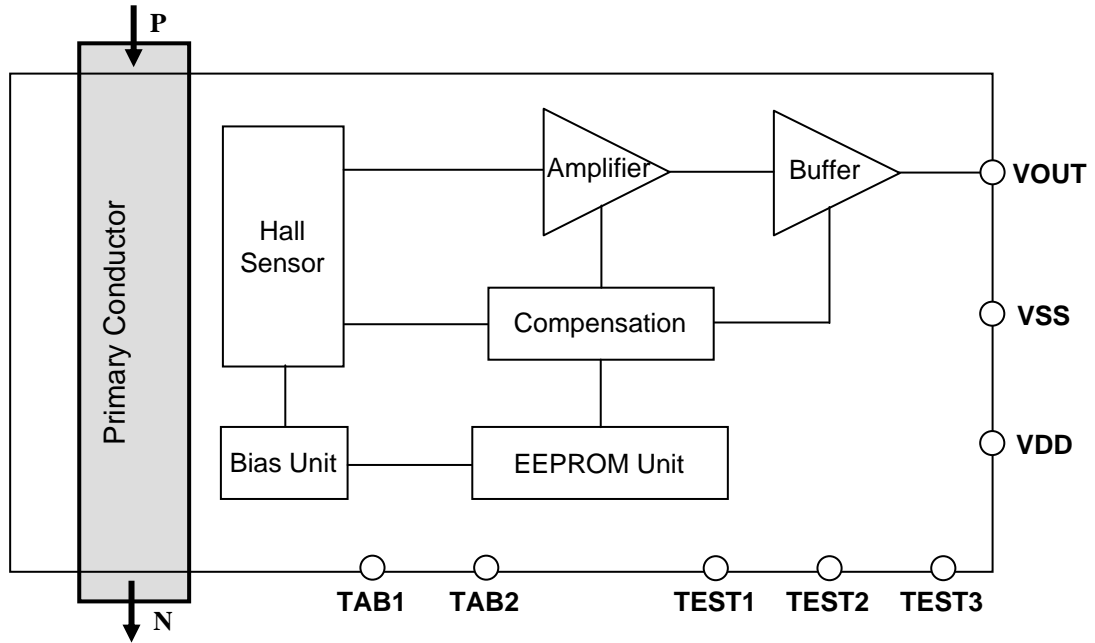 P
Amplifier
Buffer
VOUT
Hall
Sensor
Primary Conductor
Compensation
VSS
VDD
Bias Unit
EEPROM Unit
TAB1
TAB2
TEST1
TEST2
TEST3
N